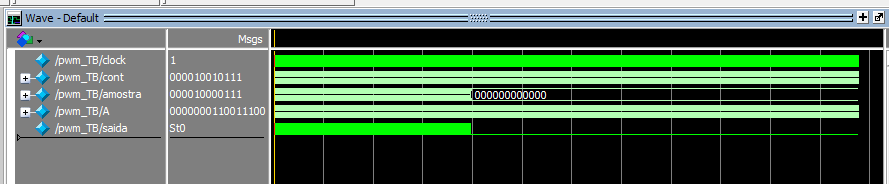 Wave - Default
Msgs
/pwm_TB/clock 1
/pwm_TB/cont 000010010111
/pwm_TB/amostra 000010000111 000000000000
/pwm_TB/A 0000000110011100
/pwm_TB/saida St0